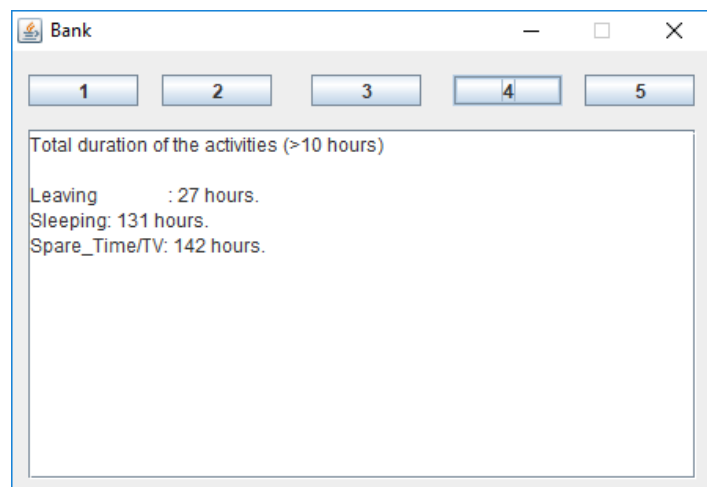 Bank
1 2 3 4 5
Total duration of the activities (>10 hours)
Leaving : 27 hours.
Sleeping: 131 hours.
Spare_Time/TV: 142 hours.